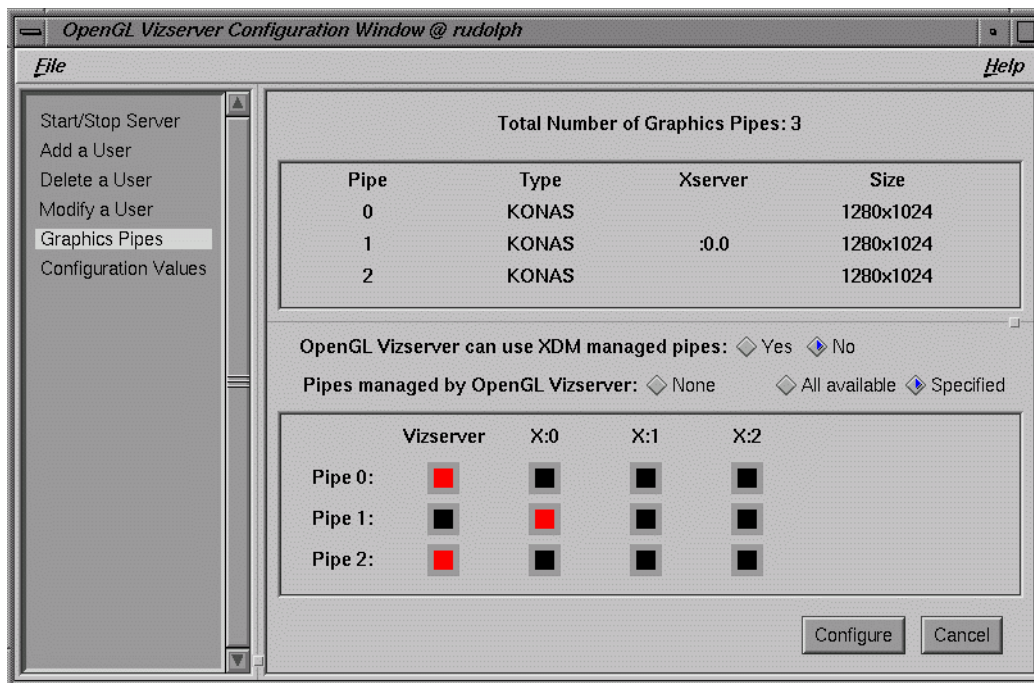 OpenGL Vizserver Configuration Window @ rudolph
File Help
Start/Stop Server
Add a User
Delete a User
Modify a User
Graphics Pipes
Configuration Values
Total Number of Graphics Pipes: 3
Pipe Type Xserver Size
0 KONAS 1280x1024
1 KONAS :0.0 1280x1024
2 KONAS 1280x1024
OpenGL Vizserver can use XDM managed pipes: Yes No
Pipes managed by OpenGL Vizserver: None All available Specified
Vizserver X:0 X:1 X:2
Pipe 0:
Pipe 1:
Pipe 2:
Configure Cancel